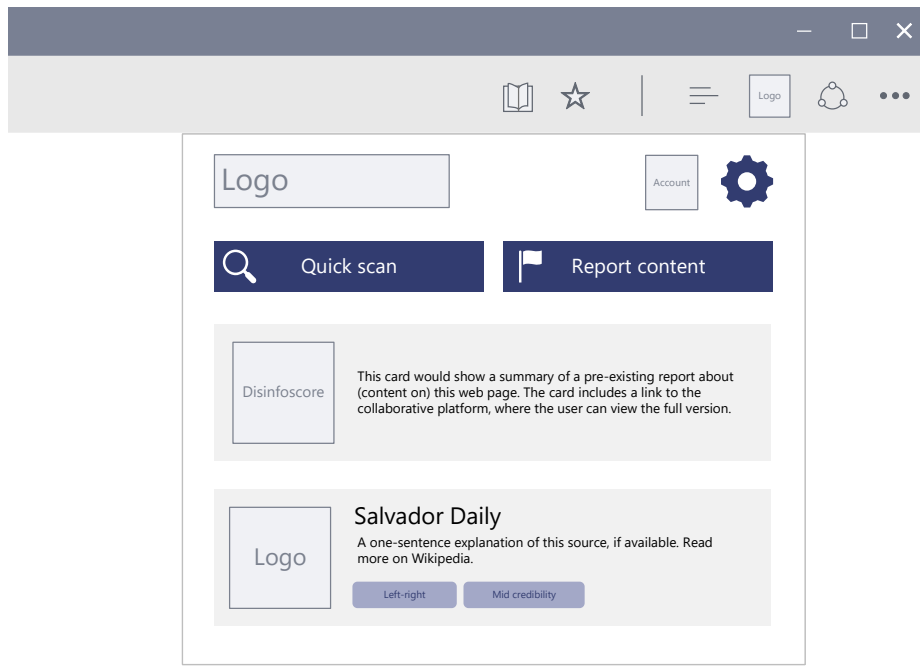 Logo
Logo
Account
Quick scan
Report content
Disinfoscore
This card would show a summary of a pre-existing report about
(content on) this web page. The card includes a link to the
collaborative platform, where the user can view the full version.
Logo
Salvador Daily
A one-sentence explanation of this source, if available. Read
more on Wikipedia.
Left-right
Mid credibility